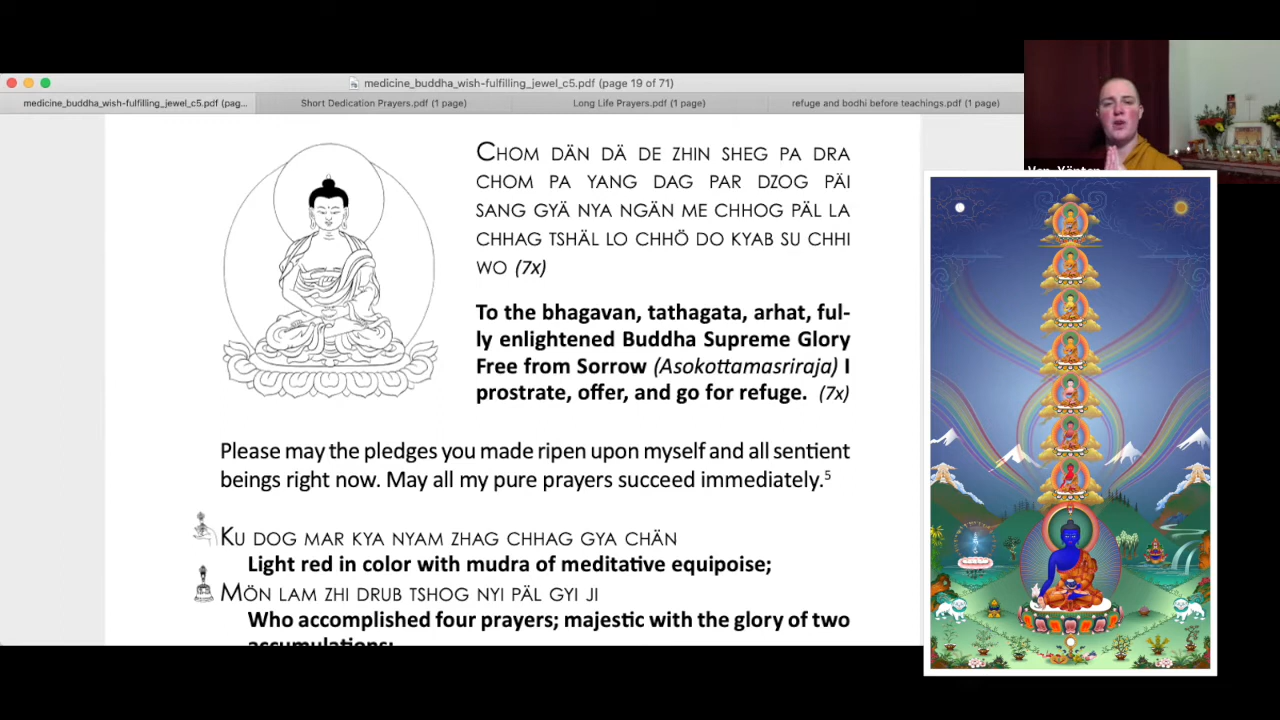 medicine_buddha_wish-fulfilling_jewel_c5.pdf (page 19 of 71)
medicine_buddha_wish-fulfilling_jewel_c5.pdf (pag...
Short Dedication Prayers.pdf (1 page)
Long Life Prayers.pdf (1 page)
refuge and bodhi before teachings.pdf (1 page)
CHOM DÄN DÄ DE ZHIN SHEG PA DRA
CHOM PA YANG DAG PAR DZOG PÄI
SANG GYÄ NYA NGÄN ME CHHOG PÄL LA
CHHAG TSHÄL LO CHHÖ DO KYAB SU CHHI
WO (7x)
To the bhagavan, tathagata, arhat, ful-
ly enlightened Buddha Supreme Glory
Free from Sorrow (Asokottamasriraja) I
prostrate, offer, and go for refuge. (7x)
Please may the pledges you made ripen upon myself and all sentient
beings right now. May all my pure prayers succeed immediately.5
KU DOG MAR KYA NYAM ZHAG CHHAG GYA CHÄN
Light red in color with mudra of meditative equipoise;
MÖN LAM ZHI DRUB TSHOG NYI PÄL GYI JI
Who accomplished four prayers; majestic with the glory of two
accumulations;